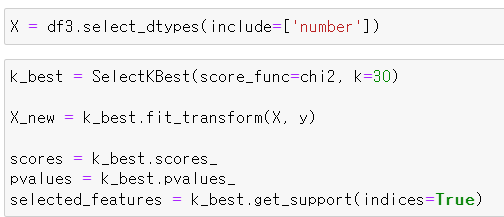 X = df3.select_dtypes(include=['number'])
k_best = SelectKBest(score_func=chi2, k=30)
X_new = k_best.fit_transform(X, y)
scores = k_best.scores_
pvalues = k_best.pvalues_
selected_features = k_best.get_support(indices=True)